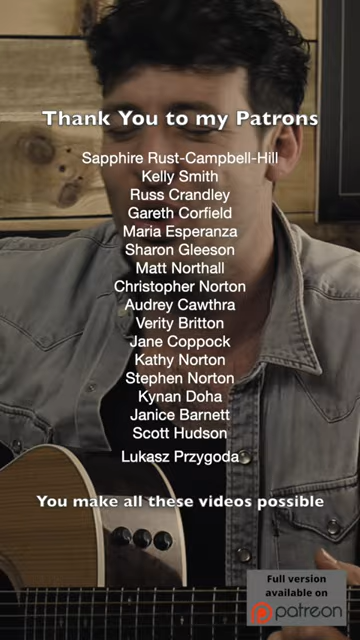 Thank You to my Patrons
Sapphire Rust-Campbell-Hill
Kelly Smith
Russ Crandley
Gareth Corfield
Maria Esperanza
Sharon Gleeson
Matt Northall
Christopher Norton
Audrey Cawthra
Verity Britton
Jane Coppock
Kathy Norton
Stephen Norton
Kynan Doha
Janice Barnett
Scott Hudson
Lukasz Przygoda
You make all these videos possible
Full version
available on
patreon